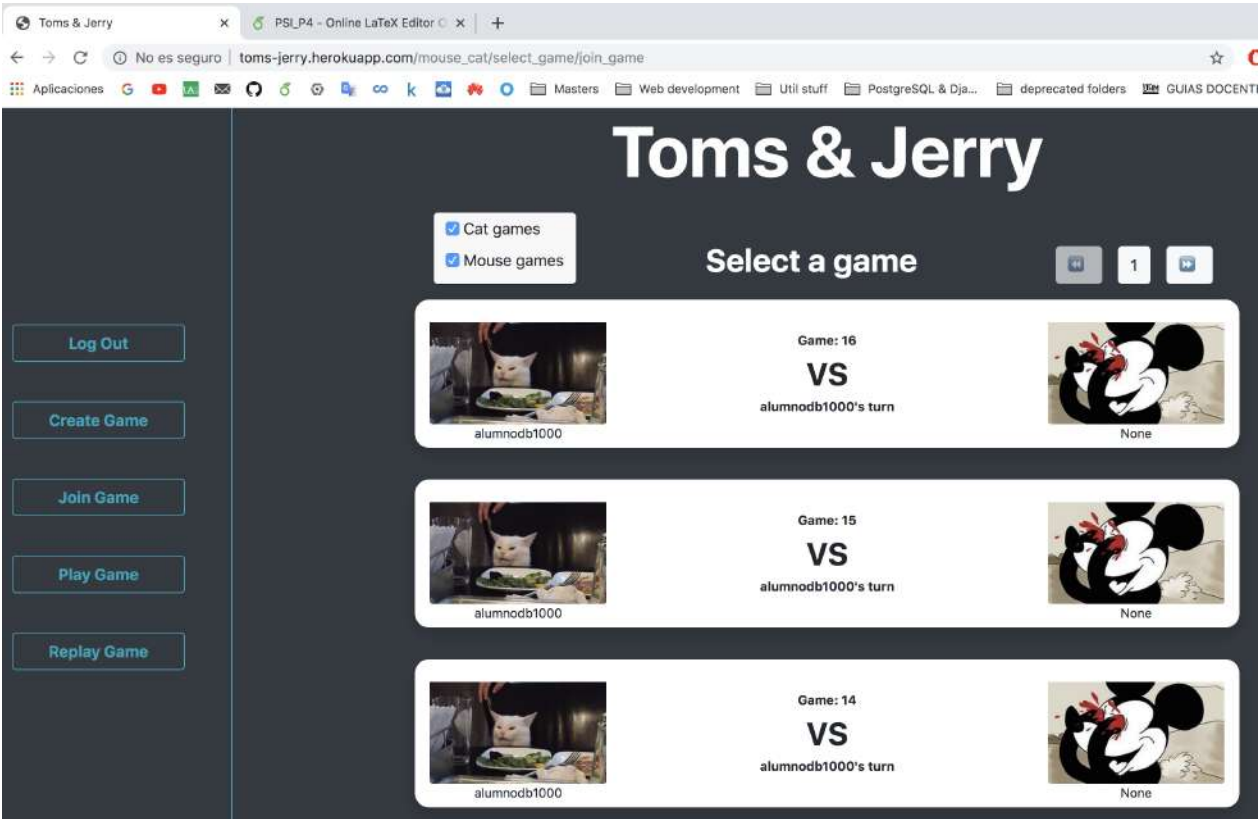 Toms & Jerry
PSI_P4 - Online LaTeX Editor
No es seguro | toms-jerry.herokuapp.com/mouse_cat/select_game/join_game
Aplicaciones Masters Web development Util stuff PostgreSQL & Dja... deprecated folders GUIAS DOCENTI
Toms & Jerry
Cat games
Mouse games
Select a game
1
Log Out
Create Game
Join Game
Play Game
Replay Game
Game: 16
VS
alumnodb1000's turn
alumnodb1000
None
Game: 15
VS
alumnodb1000's turn
alumnodb1000
None
Game: 14
VS
alumnodb1000's turn
alumnodb1000
None